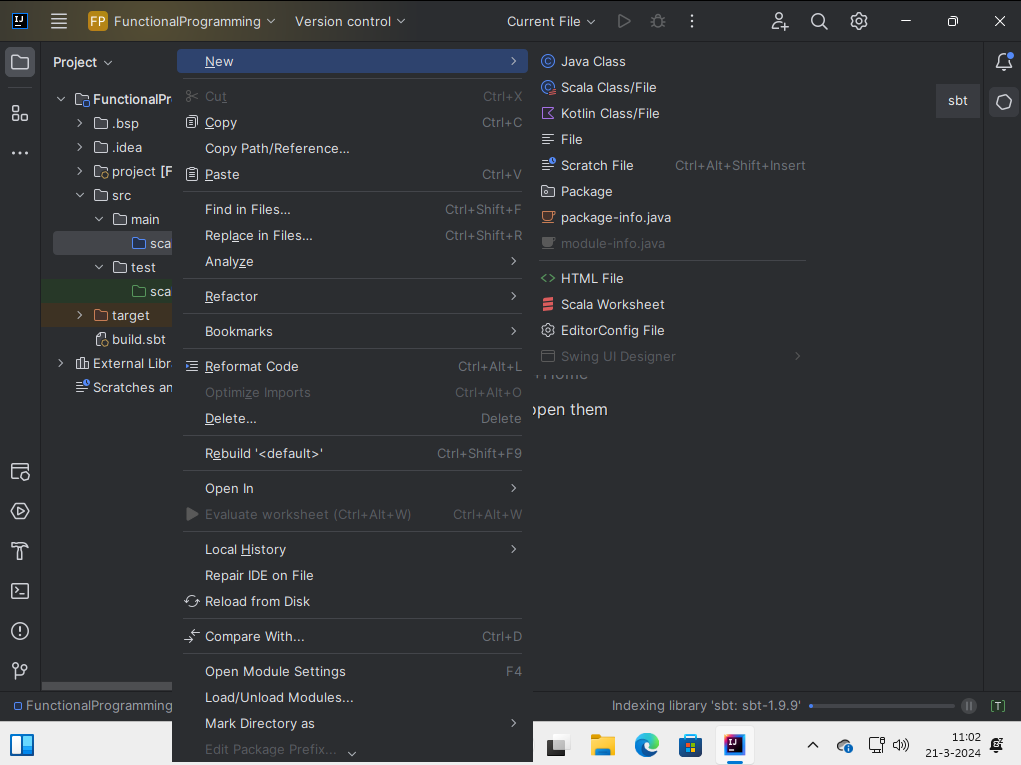 FP FunctionalProgramming Version control Current File
Project
FunctionalPr
.bsp
.idea
project [F
src
main
sca
test
sca
target
build.sbt
External Libr
Scratches an
New
Cut Ctrl+X
Copy Ctrl+C
Copy Path/Reference...
Paste Ctrl+V
Find in Files... Ctrl+Shift+F
Replace in Files... Ctrl+Shift+R
Analyze
Refactor
Bookmarks
Reformat Code Ctrl+Alt+L
Optimize Imports Ctrl+Alt+O
Delete... Delete
Rebuild '<default>' Ctrl+Shift+F9
Open In
Evaluate worksheet (Ctrl+Alt+W) Ctrl+Alt+W
Local History
Repair IDE on File
Reload from Disk
Compare With... Ctrl+D
Open Module Settings F4
Load/Unload Modules...
Mark Directory as
Edit Package Prefix...
Java Class
Scala Class/File
Kotlin Class/File
File
Scratch File Ctrl+Alt+Shift+Insert
Package
package-info.java
module-info.java
HTML File
Scala Worksheet
EditorConfig File
Swing UI Designer
Home
open them
sbt
FunctionalProgramming
Indexing library 'sbt: sbt-1.9.9' [T]
11:02
21-3-2024